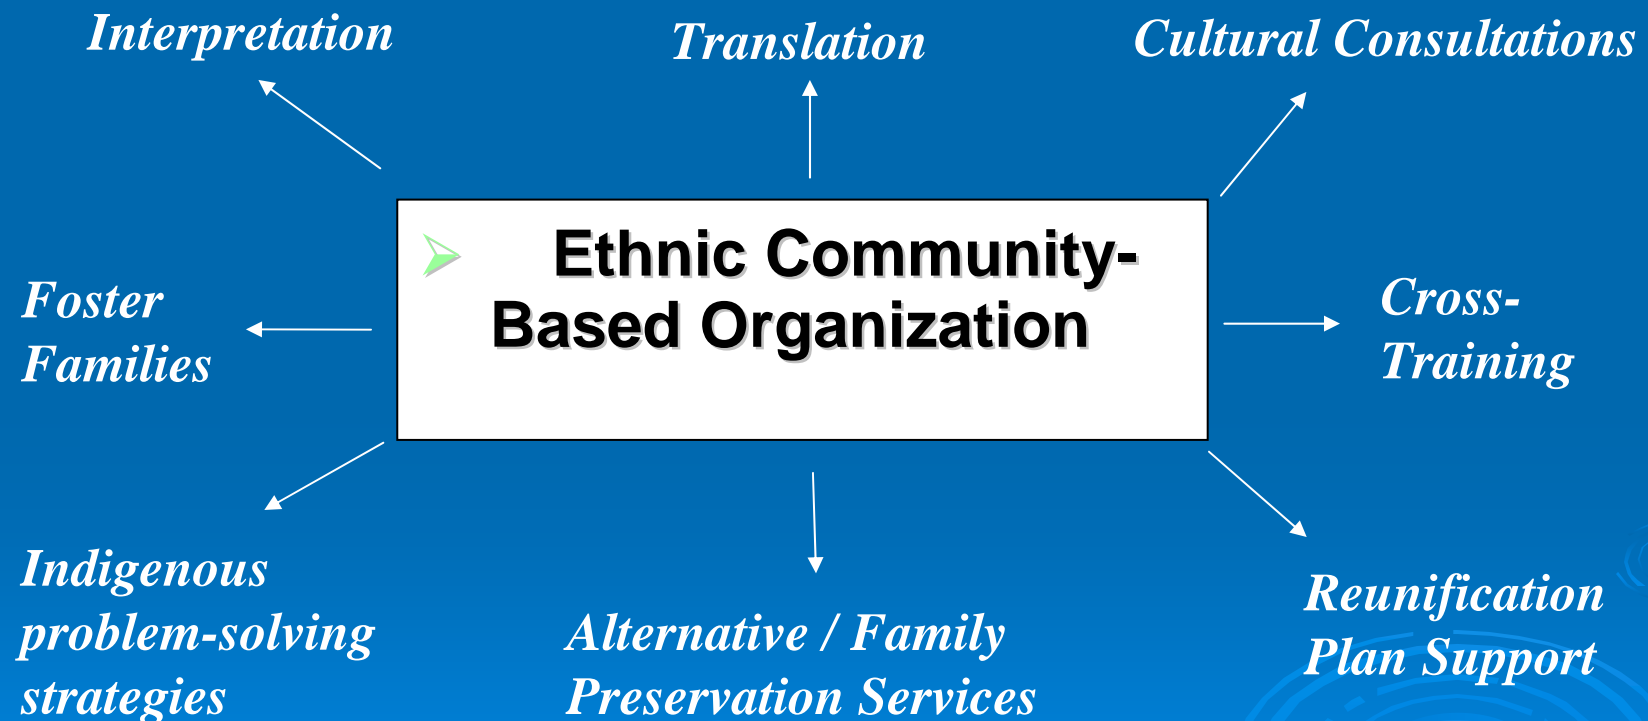 Interpretation
Translation
Cultural Consultations
Ethnic Community-
Based Organization
Foster
Families
Cross-
Training
Indigenous
problem-solving
strategies
Alternative / Family
Preservation Services
Reunification
Plan Support